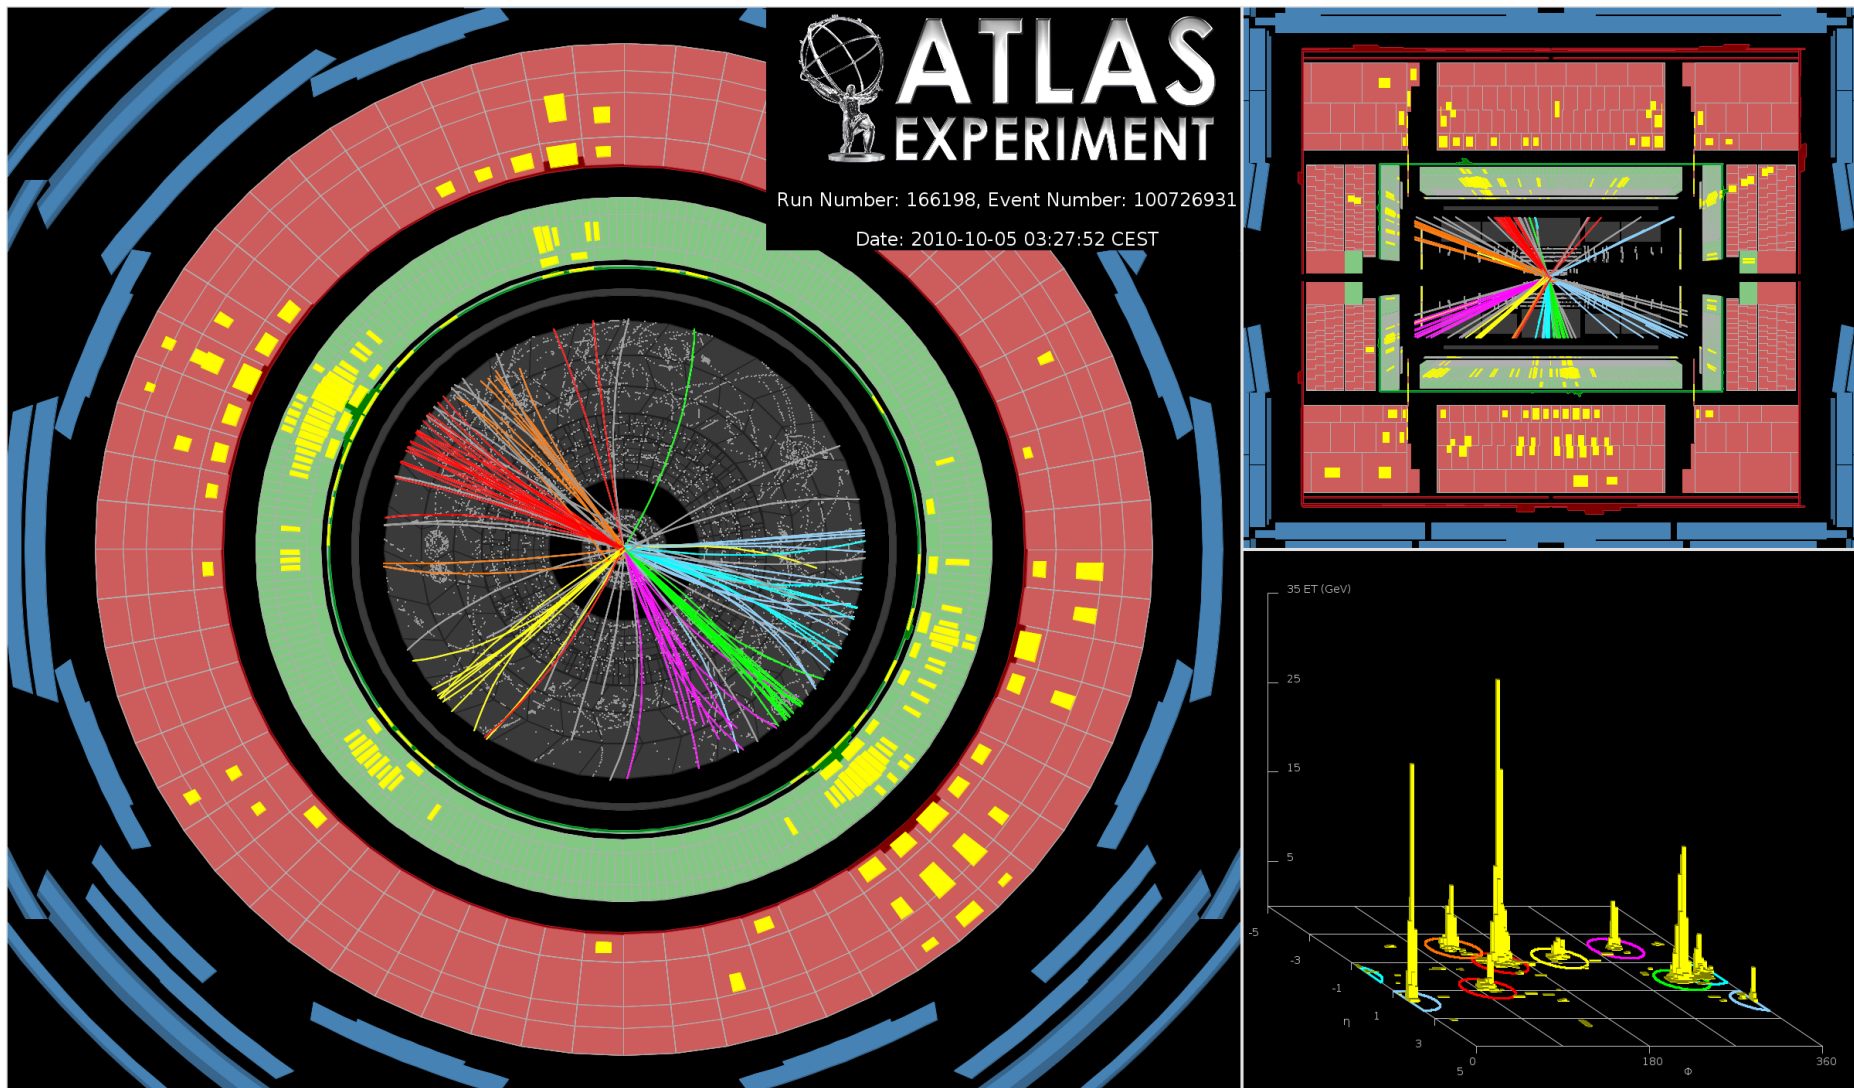 ATLAS
EXPERIMENT
Run Number: 166198, Event Number: 100726931
Date: 2010-10-05 03:27:52 CEST
35 ET (GeV)
25
15
5
-5
-3
-1
η 1
3
5
0 180 Φ 360